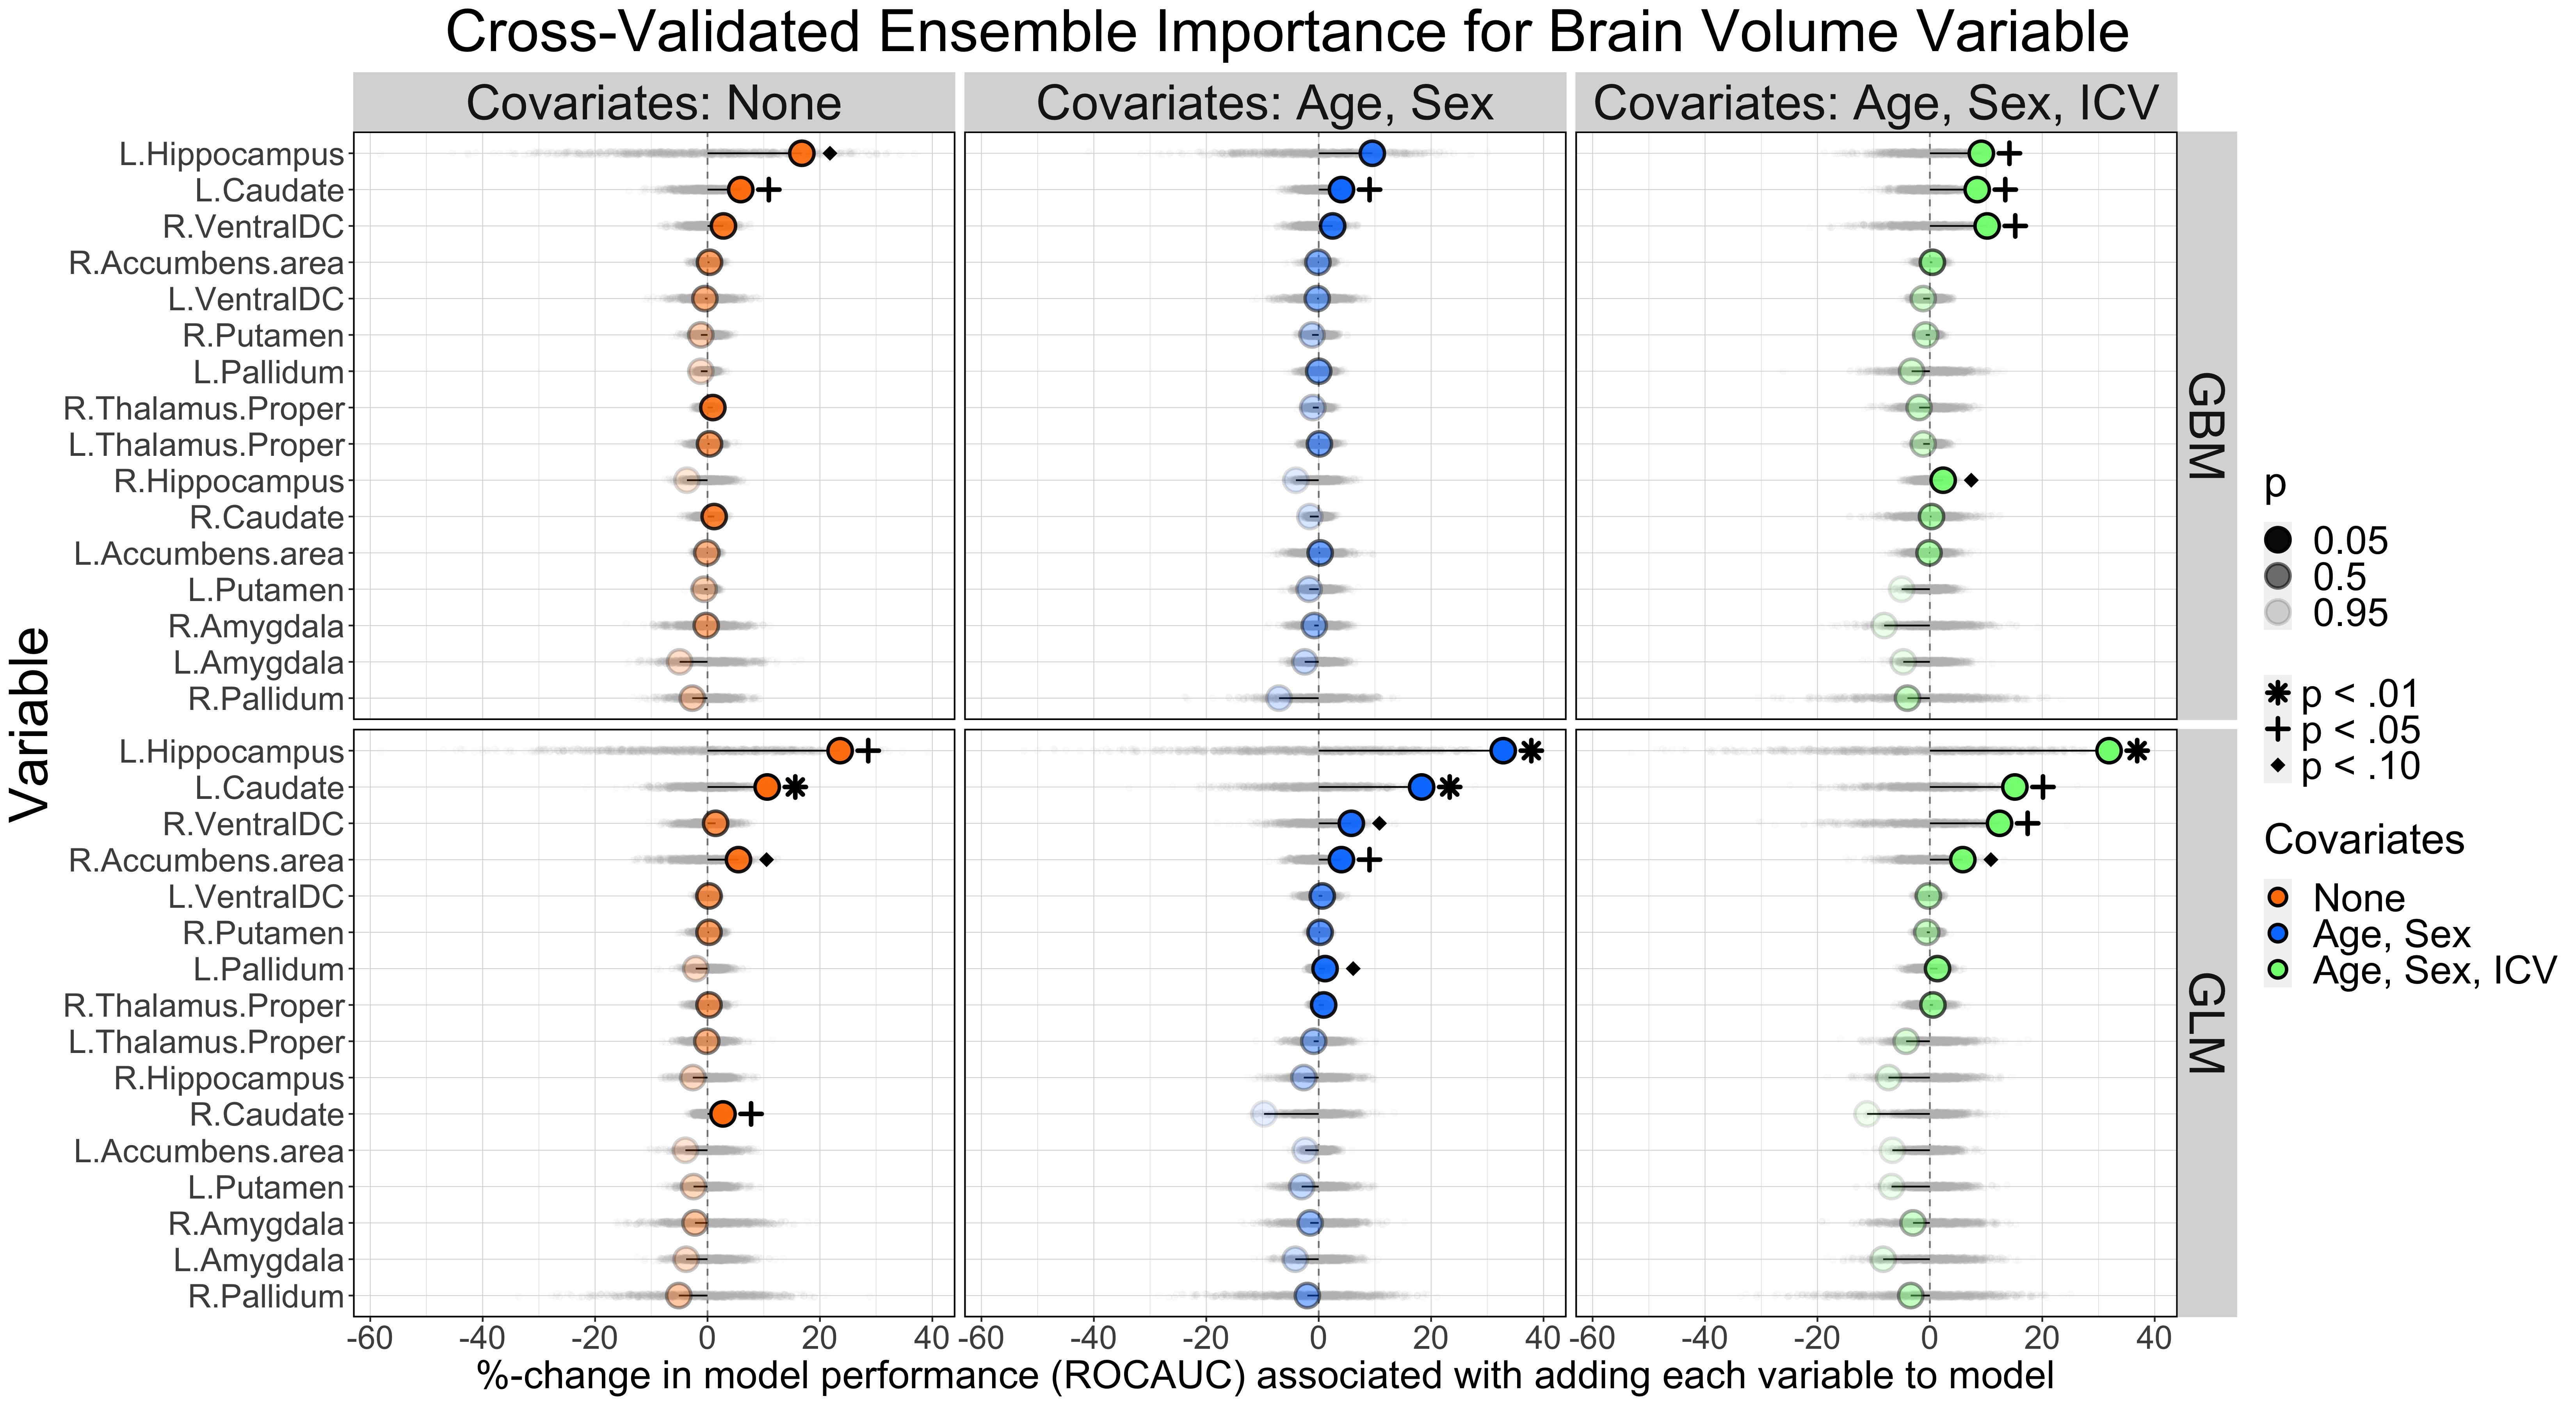 Cross-Validated Ensemble Importance for Brain Volume Variable
Covariates: None
Covariates: Age, Sex
Covariates: Age, Sex, ICV
Variable
L.Hippocampus
L.Caudate
R.VentralDC
R.Accumbens.area
L.VentralDC
R.Putamen
L.Pallidum
R.Thalamus.Proper
L.Thalamus.Proper
R.Hippocampus
R.Caudate
L.Accumbens.area
L.Putamen
R.Amygdala
L.Amygdala
R.Pallidum
GBM
L.Hippocampus
L.Caudate
R.VentralDC
R.Accumbens.area
L.VentralDC
R.Putamen
L.Pallidum
R.Thalamus.Proper
L.Thalamus.Proper
R.Hippocampus
R.Caudate
L.Accumbens.area
L.Putamen
R.Amygdala
L.Amygdala
R.Pallidum
GLM
-60 -40 -20 0 20 40
-60 -40 -20 0 20 40
-60 -40 -20 0 20 40
%-change in model performance (ROCAUC) associated with adding each variable to model
p
0.05
0.5
0.95
p < .01
p < .05
p < .10
Covariates
None
Age, Sex
Age, Sex, ICV